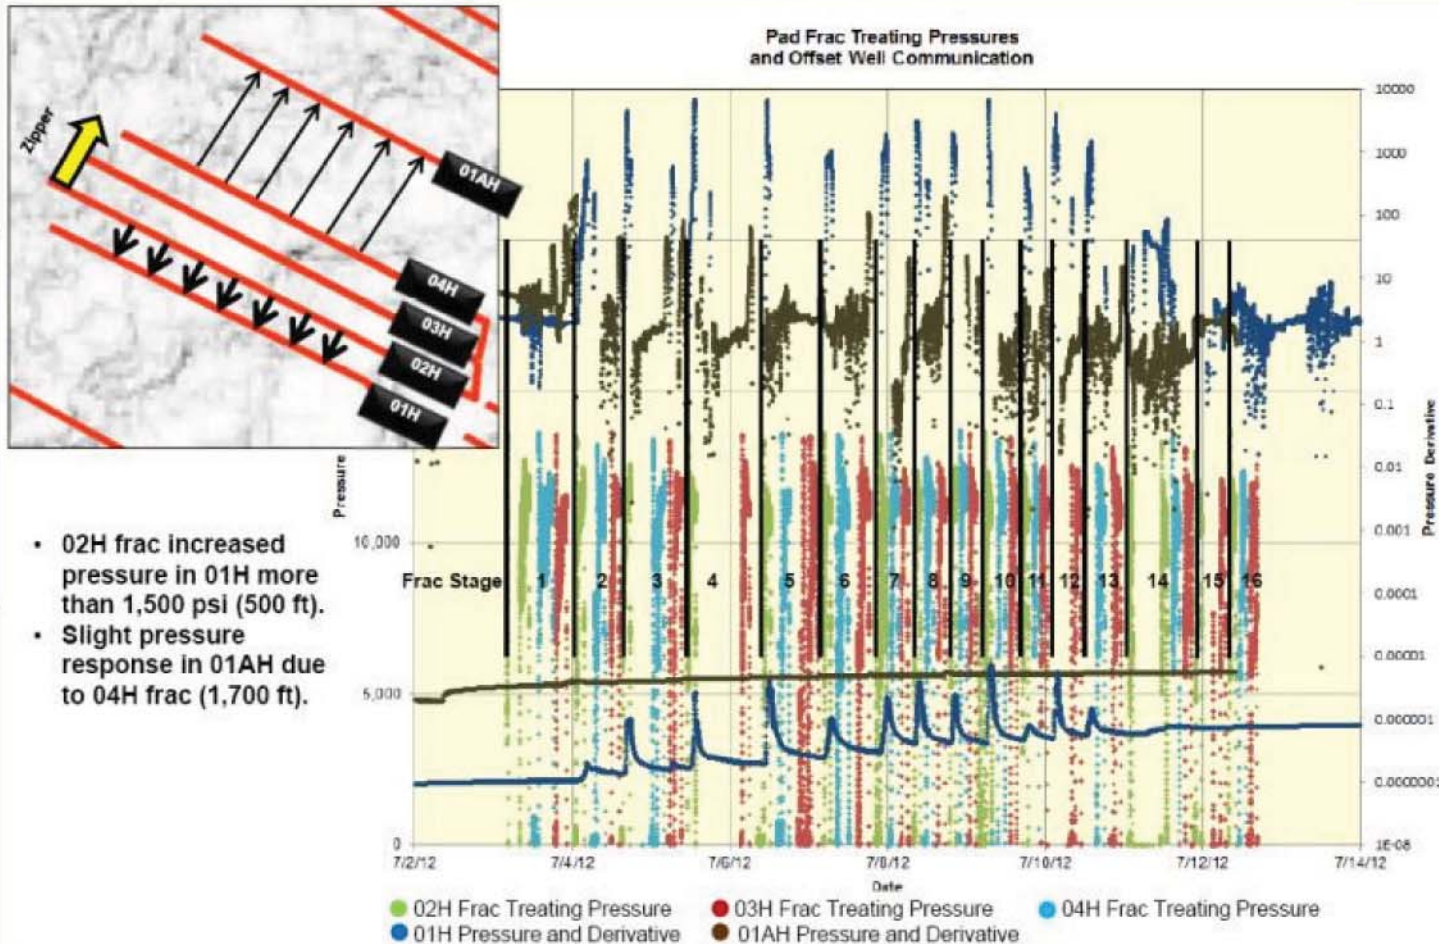 Pad Frac Treating Pressures
and Offset Well Communication
Zipper
01AH
04H
03H
02H
01H
10000
1000
100
10
1
0.1
0.01
0.001
0.0001
0.00001
0.000001
0.0000001
1E-08
Pressure Derivative
Pressure
10,000
5,000
0
Frac Stage 1 2 3 4 5 6 7 8 9 10 11 12 13 14 15 16
• 02H frac increased
pressure in 01H more
than 1,500 psi (500 ft).
• Slight pressure
response in 01AH due
to 04H frac (1,700 ft).
7/2/12 7/4/12 7/6/12 7/8/12 7/10/12 7/12/12 7/14/12
Date
02H Frac Treating Pressure 03H Frac Treating Pressure 04H Frac Treating Pressure
01H Pressure and Derivative 01AH Pressure and Derivative